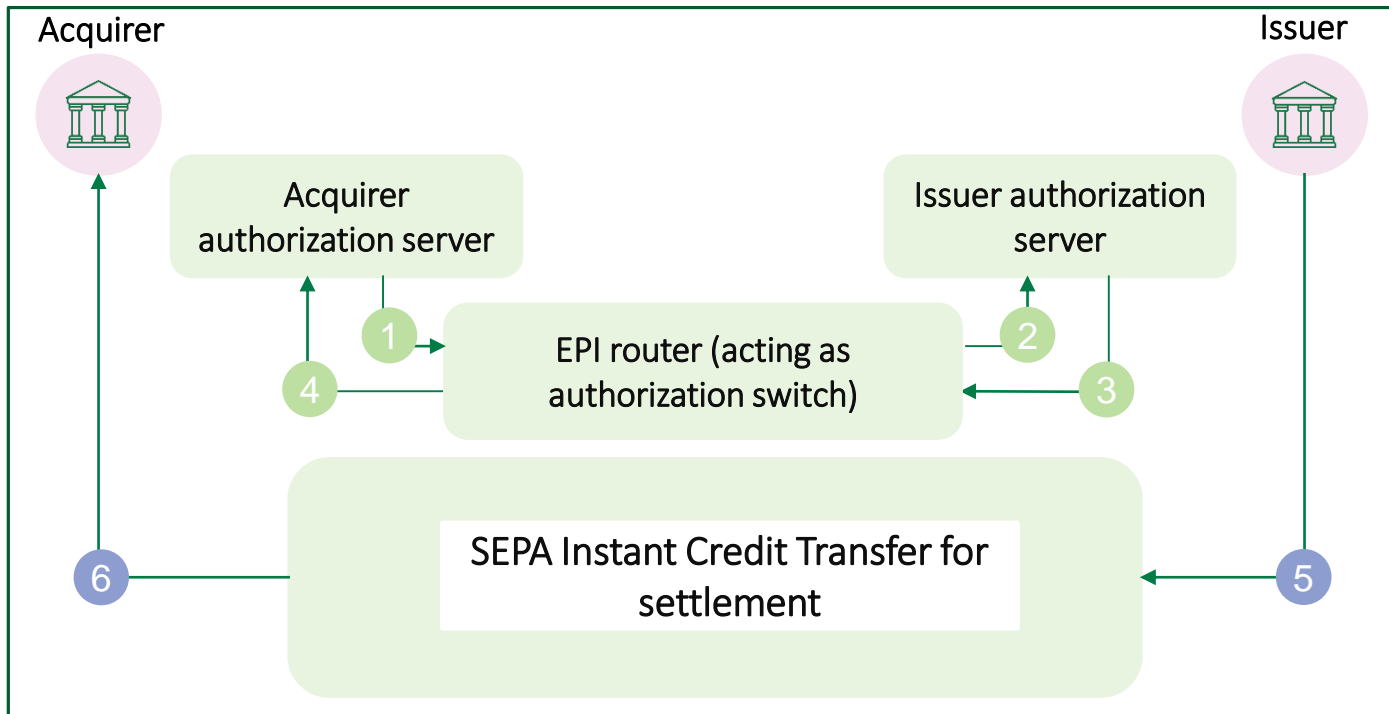 Acquirer
Issuer
Acquirer
authorization server
Issuer authorization
server
1
2
EPI router (acting as
authorization switch)
4
3
SEPA Instant Credit Transfer for
settlement
6
5